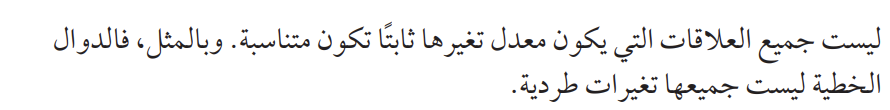 ليست جميع العلاقات التي يكون معدل تغيرها ثابتًا تكون متناسبة. وبالمثل، فالدوال
الخطية ليست جميعها تغيرات طردية.